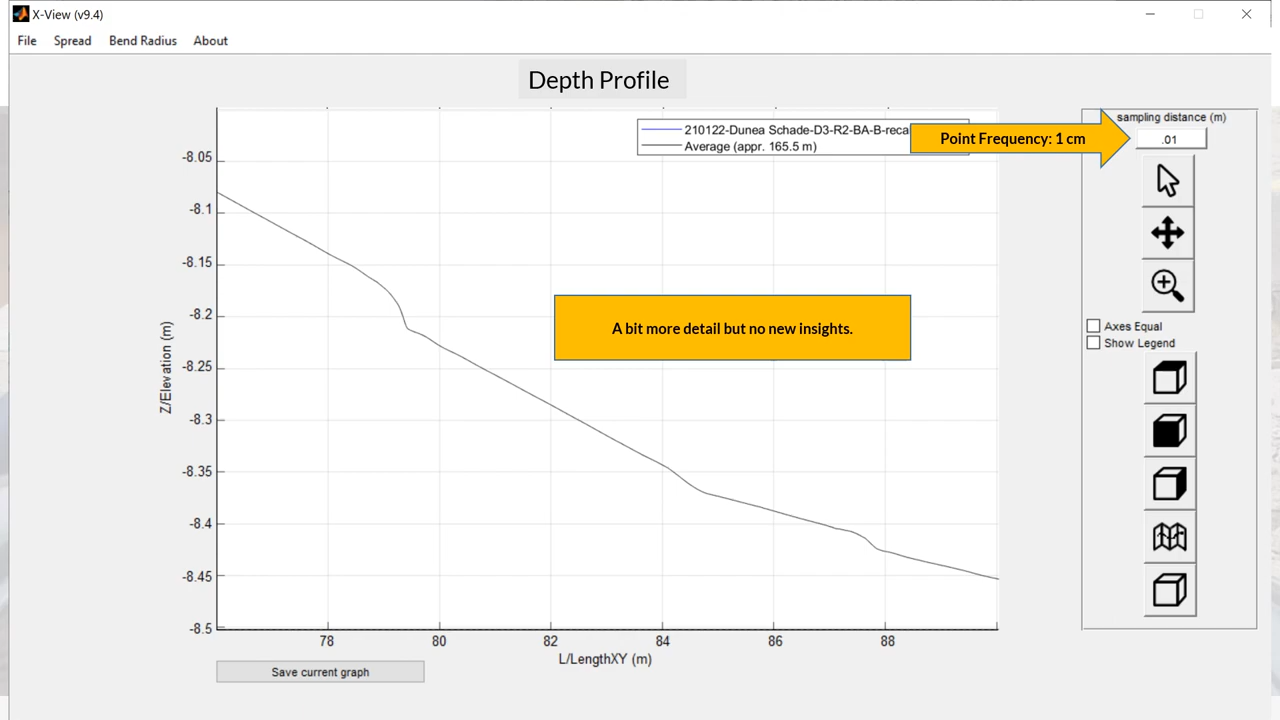 X-View (v9.4)
File Spread Bend Radius About
Depth Profile
210122-Dunea Schade-D3-R2-BA-B-reca
Average (appr. 165.5 m)
Point Frequency: 1 cm
sampling distance (m)
.01
A bit more detail but no new insights.
Axes Equal
Show Legend
Z/Elevation (m)
-8.05
-8.1
-8.15
-8.2
-8.25
-8.3
-8.35
-8.4
-8.45
-8.5
78 80 82 84 86 88
L/LengthXY (m)
Save current graph